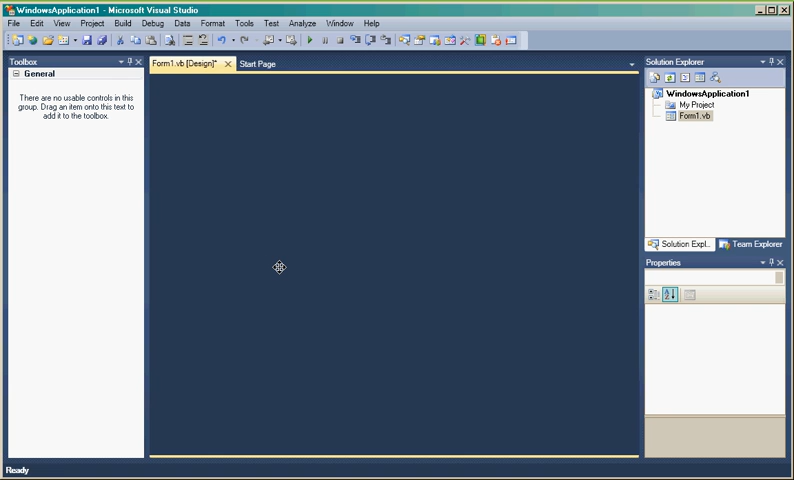 WindowsApplication1 - Microsoft Visual Studio
File Edit View Project Build Debug Data Format Tools Test Analyze Window Help
Toolbox
General
There are no usable controls in this
group. Drag an item onto this text to
add it to the toolbox.
Form1.vb [Design]* Start Page
Solution Explorer
WindowsApplication1
My Project
Form1.vb
Solution Expl... Team Explorer
Properties
Ready